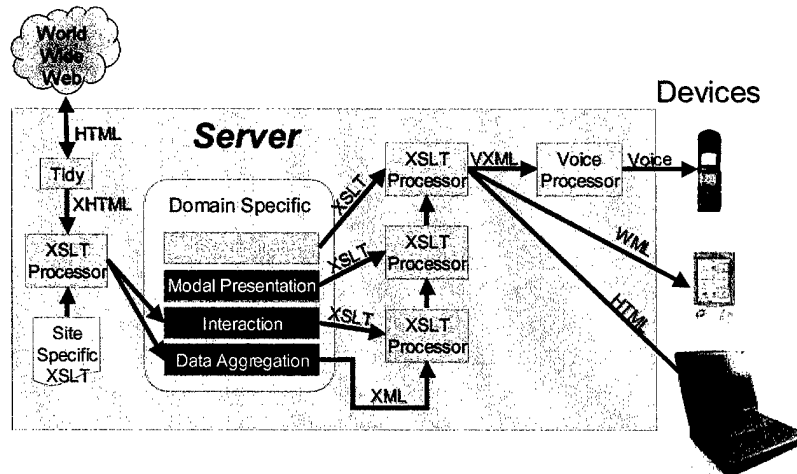 World
Wide
Web
Devices
Server
HTML
Tidy
XHTML
XSLT
Processor
Site
Specific
XSLT
Domain Specific
Modal Presentation
Interaction
Data Aggregation
XSLT
XSLT
XSLT
XML
XSLT
Processor
XSLT
Processor
XSLT
Processor
VXML
Voice
Processor
Voice
WML
HTML